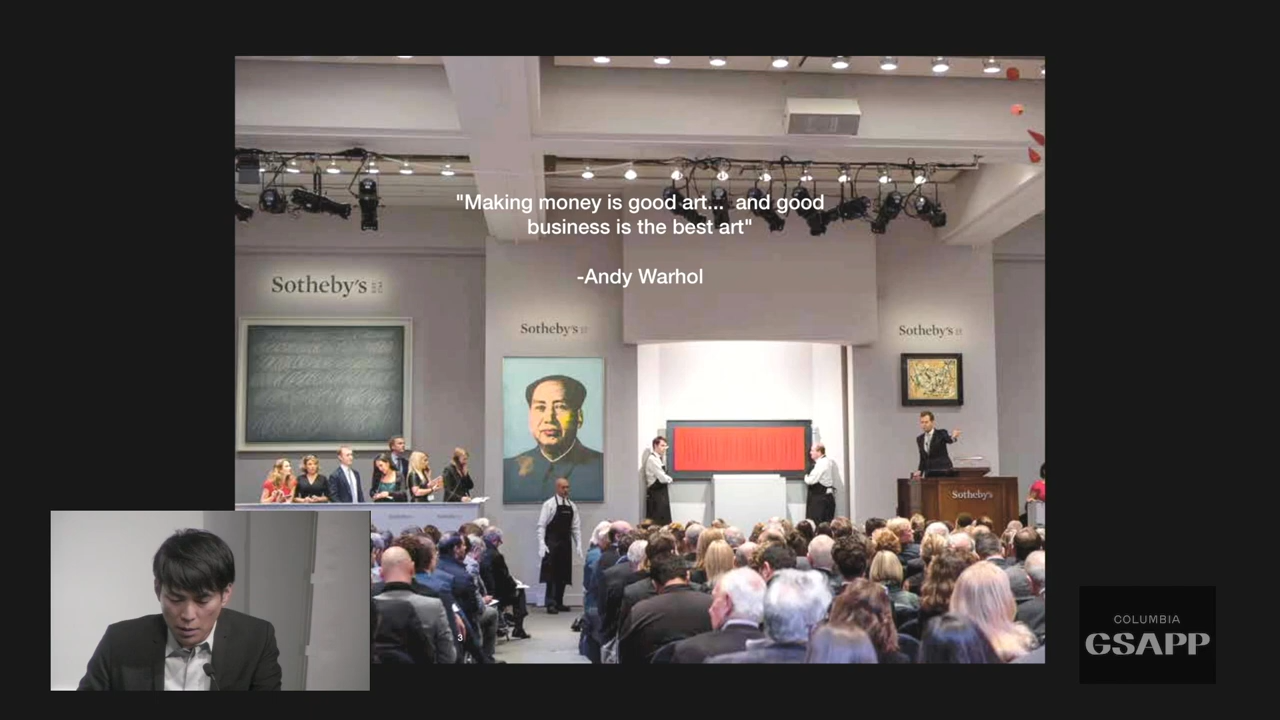 "Making money is good art...  and good
business is the best art"
-Andy Warhol
Sotheby's
Sotheby's
Sotheby's
Sotheby's
3
COLUMBIA
GSAPP